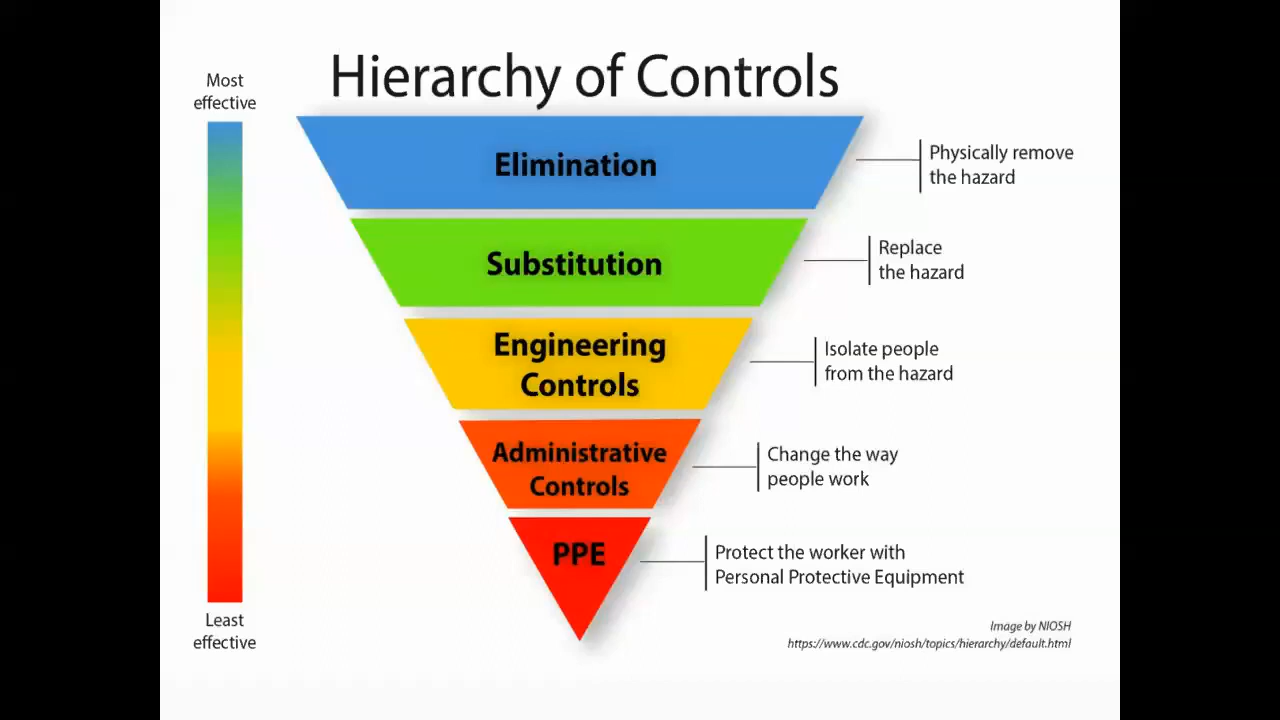 Hierarchy of Controls
Most
effective
Elimination
Physically remove
the hazard
Substitution
Replace
the hazard
Engineering
Controls
Isolate people
from the hazard
Administrative
Controls
Change the way
people work
PPE
Protect the worker with
Personal Protective Equipment
Least
effective
Image by NIOSH
https://www.cdc.gov/niosh/topics/hierarchy/default.html